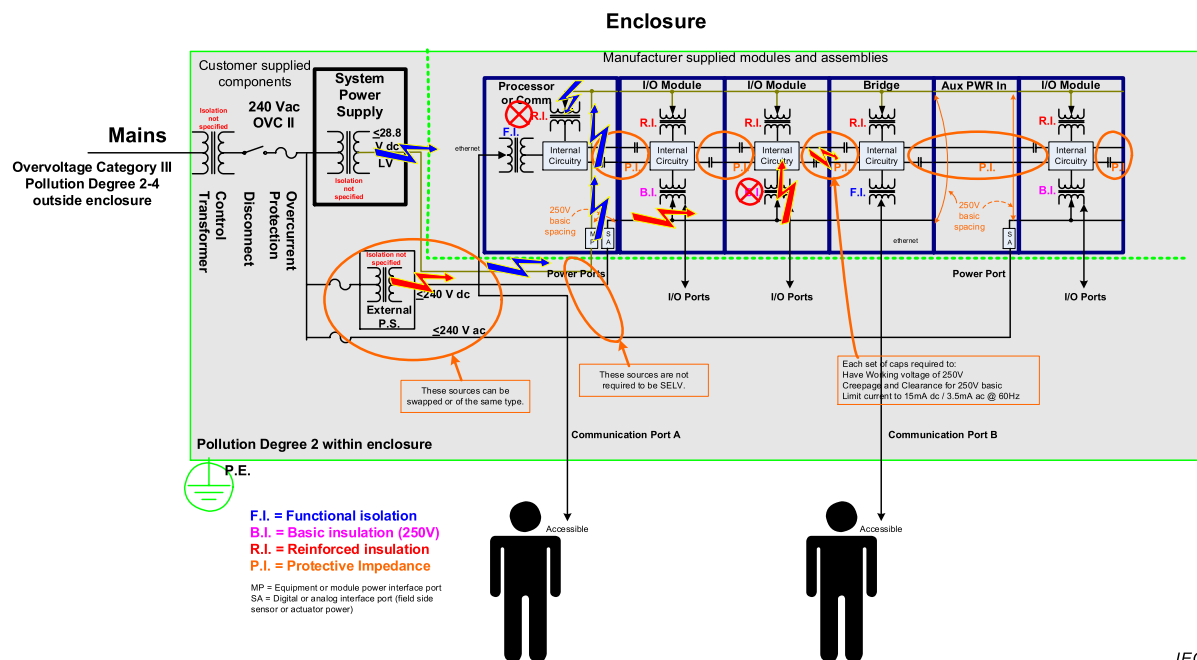 Enclosure
Manufacturer supplied modules and assemblies
Customer supplied
components
Isolation
not
specified
240 Vac
OVC II
System
Power
Supply
<28.8
V dc
LV
Isolation
not
specified
Mains
Overvoltage Category III
Pollution Degree 2-4
outside enclosure
Control
Transformer
Disconnect
Overcurrent
Protection
Processor
or Comm
I/O Module
I/O Module
Bridge
Aux PWR In
I/O Module
R.I.
R.I.
R.I.
R.I.
R.I.
F.I.
ethernet
Internal
Circuitry
Internal
Circuitry
Internal
Circuitry
Internal
Circuitry
Internal
Circuitry
P.I.
P.I.
P.I.
P.I.
P.I.
B.I.
F.I.
B.I.
250V
basic
spacing
250V
basic
spacing
SA
SA
ethernet
Isolation not
specified
External
P.S.
<240 V dc
<240 V ac
Power Ports
Power Port
I/O Ports
I/O Ports
I/O Ports
These sources can be
swapped or of the same type.
These sources are not
required to be SELV.
Each set of caps required to:
Have Working voltage of 250V
Creepage and Clearance for 250V basic
Limit current to 15mA dc / 3.5mA ac @ 60Hz
Communication Port A
Communication Port B
Pollution Degree 2 within enclosure
P.E.
F.I. = Functional isolation
B.I. = Basic insulation (250V)
R.I. = Reinforced insulation
P.I. = Protective Impedance
MP = Equipment or module power interface port
SA = Digital or analog interface port (field side
sensor or actuator power)
Accessible
Accessible